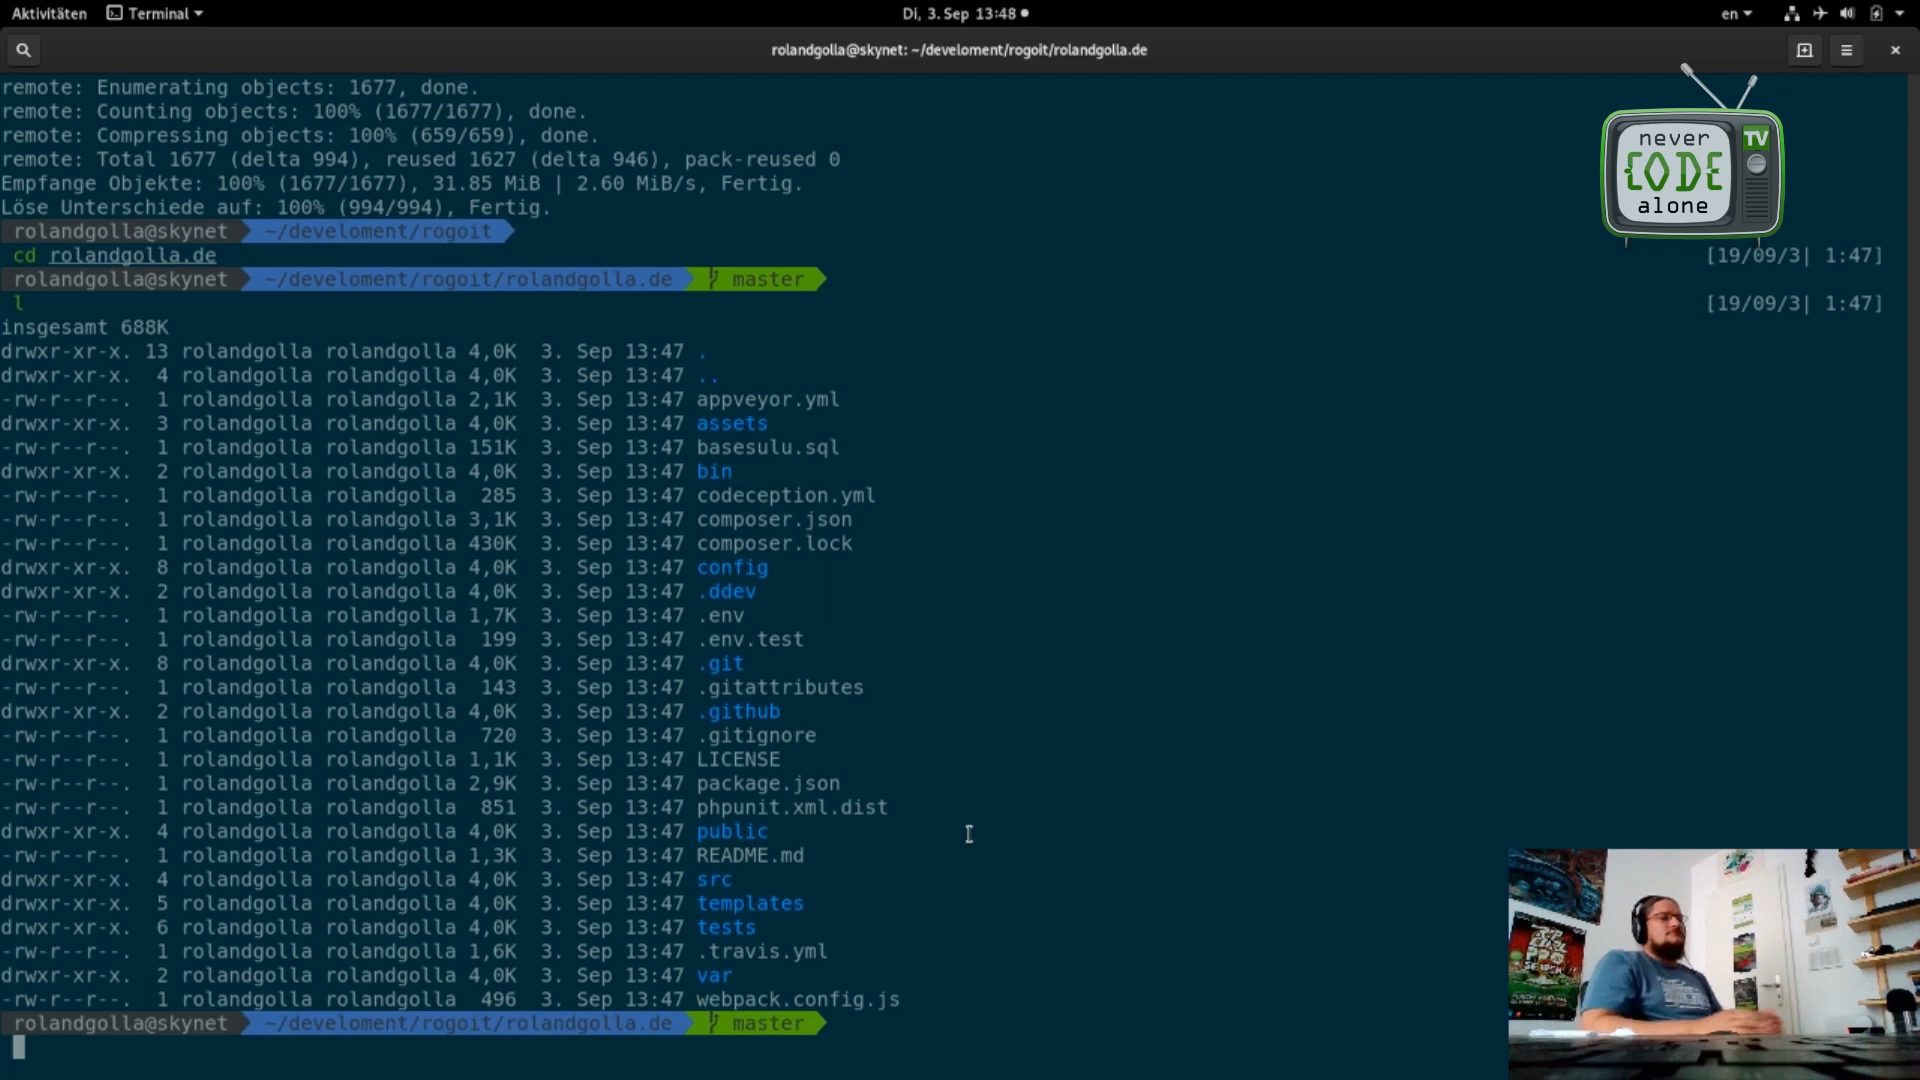 Aktivitäten Terminal Di, 3. Sep 13:48 en
rolandgolla@skynet: ~/develoment/rogoit/rolandgolla.de
remote: Enumerating objects: 1677, done.
remote: Counting objects: 100% (1677/1677), done.
remote: Compressing objects: 100% (659/659), done.
remote: Total 1677 (delta 994), reused 1627 (delta 946), pack-reused 0
Empfange Objekte: 100% (1677/1677), 31.85 MiB | 2.60 MiB/s, Fertig.
Löse Unterschiede auf: 100% (994/994), Fertig.
never
CODE
alone
TV
rolandgolla@skynet ~/develoment/rogoit
cd rolandgolla.de [19/09/3| 1:47]
rolandgolla@skynet ~/develoment/rogoit/rolandgolla.de master
l [19/09/3| 1:47]
insgesamt 688K
drwxr-xr-x. 13 rolandgolla rolandgolla 4,0K 3. Sep 13:47 .
drwxr-xr-x. 4 rolandgolla rolandgolla 4,0K 3. Sep 13:47 ..
-rw-r--r--. 1 rolandgolla rolandgolla 2,1K 3. Sep 13:47 appveyor.yml
drwxr-xr-x. 3 rolandgolla rolandgolla 4,0K 3. Sep 13:47 assets
-rw-r--r--. 1 rolandgolla rolandgolla 151K 3. Sep 13:47 basesulu.sql
drwxr-xr-x. 2 rolandgolla rolandgolla 4,0K 3. Sep 13:47 bin
-rw-r--r--. 1 rolandgolla rolandgolla 285 3. Sep 13:47 codeception.yml
-rw-r--r--. 1 rolandgolla rolandgolla 3,1K 3. Sep 13:47 composer.json
-rw-r--r--. 1 rolandgolla rolandgolla 430K 3. Sep 13:47 composer.lock
drwxr-xr-x. 8 rolandgolla rolandgolla 4,0K 3. Sep 13:47 config
drwxr-xr-x. 2 rolandgolla rolandgolla 4,0K 3. Sep 13:47 .ddev
-rw-r--r--. 1 rolandgolla rolandgolla 1,7K 3. Sep 13:47 .env
-rw-r--r--. 1 rolandgolla rolandgolla 199 3. Sep 13:47 .env.test
drwxr-xr-x. 8 rolandgolla rolandgolla 4,0K 3. Sep 13:47 .git
-rw-r--r--. 1 rolandgolla rolandgolla 143 3. Sep 13:47 .gitattributes
drwxr-xr-x. 2 rolandgolla rolandgolla 4,0K 3. Sep 13:47 .github
-rw-r--r--. 1 rolandgolla rolandgolla 720 3. Sep 13:47 .gitignore
-rw-r--r--. 1 rolandgolla rolandgolla 1,1K 3. Sep 13:47 LICENSE
-rw-r--r--. 1 rolandgolla rolandgolla 2,9K 3. Sep 13:47 package.json
-rw-r--r--. 1 rolandgolla rolandgolla 851 3. Sep 13:47 phpunit.xml.dist
drwxr-xr-x. 4 rolandgolla rolandgolla 4,0K 3. Sep 13:47 public
-rw-r--r--. 1 rolandgolla rolandgolla 1,3K 3. Sep 13:47 README.md
drwxr-xr-x. 4 rolandgolla rolandgolla 4,0K 3. Sep 13:47 src
drwxr-xr-x. 5 rolandgolla rolandgolla 4,0K 3. Sep 13:47 templates
drwxr-xr-x. 6 rolandgolla rolandgolla 4,0K 3. Sep 13:47 tests
-rw-r--r--. 1 rolandgolla rolandgolla 1,6K 3. Sep 13:47 .travis.yml
drwxr-xr-x. 2 rolandgolla rolandgolla 4,0K 3. Sep 13:47 var
-rw-r--r--. 1 rolandgolla rolandgolla 496 3. Sep 13:47 webpack.config.js
rolandgolla@skynet ~/develoment/rogoit/rolandgolla.de master